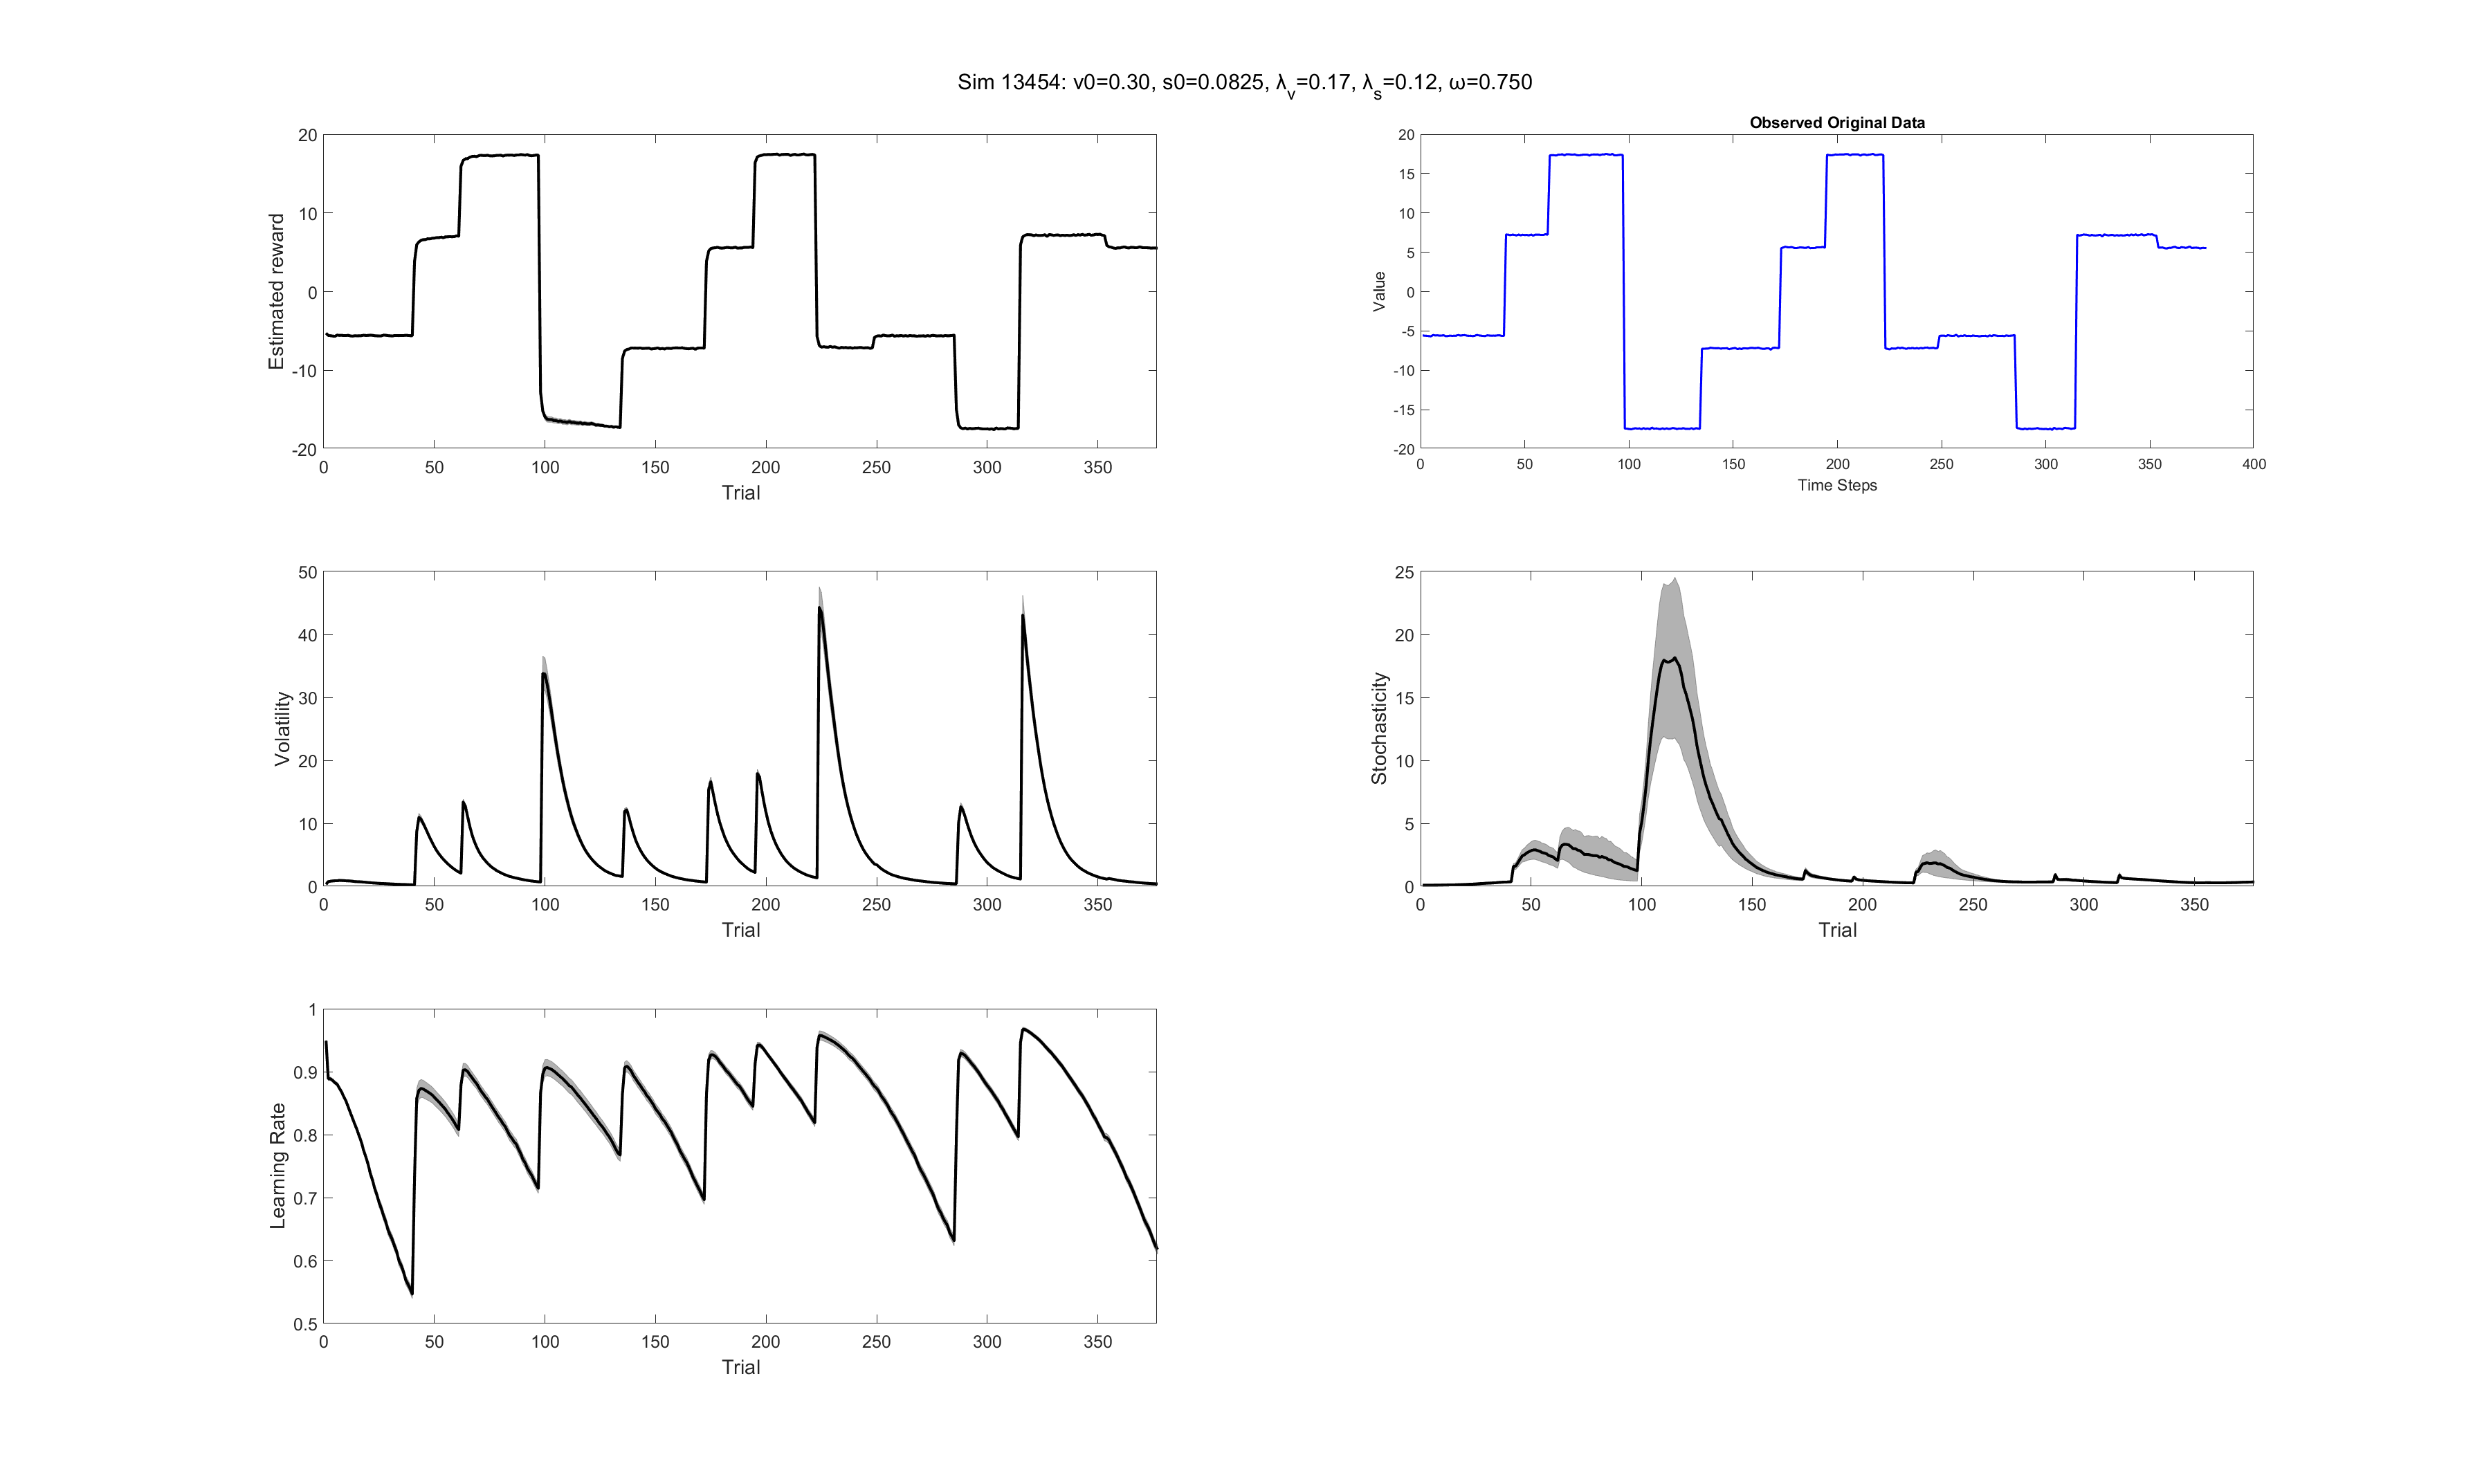 Sim 13454: v0=0.30, s0=0.0825, λv=0.17, λs=0.12, ω=0.750
Estimated reward
20
10
0
-10
-20
0 50 100 150 200 250 300 350
Trial
Observed Original Data
Value
20
15
10
5
0
-5
-10
-15
-20
0 50 100 150 200 250 300 350 400
Time Steps
Volatility
50
40
30
20
10
0
0 50 100 150 200 250 300 350
Trial
Stochasticity
25
20
15
10
5
0
0 50 100 150 200 250 300 350
Trial
Learning Rate
1
0.9
0.8
0.7
0.6
0.5
0 50 100 150 200 250 300 350
Trial